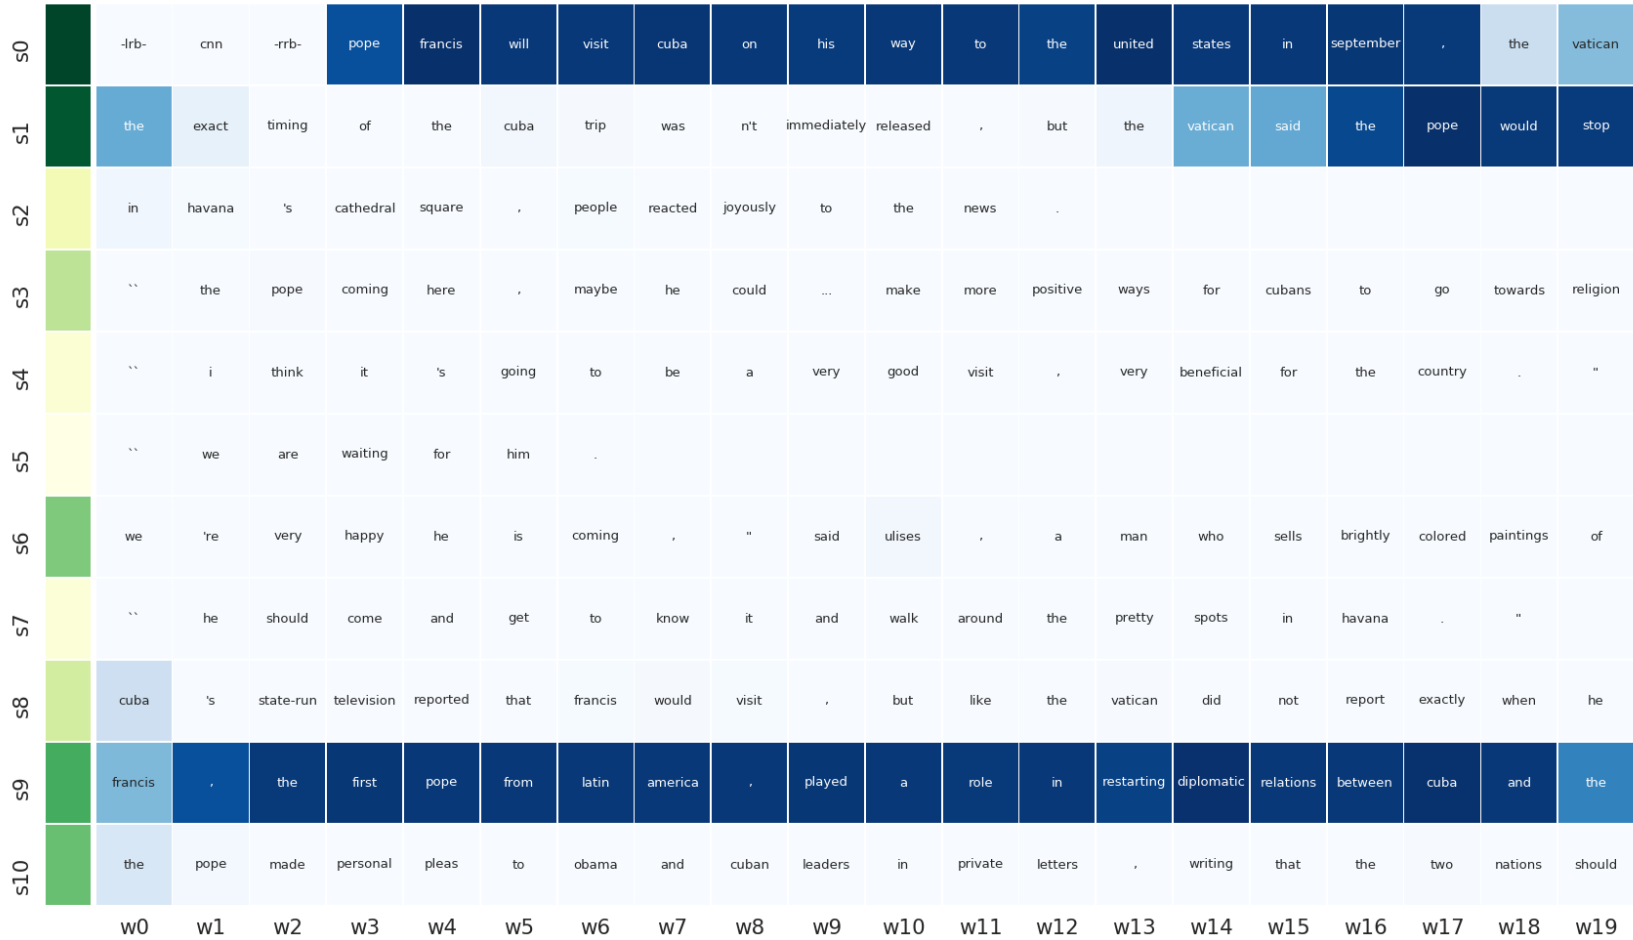 s0 -lrb- cnn -rrb- pope francis will visit cuba on his way to the united states in september , the vatican
s1 the exact timing of the cuba trip was n't immediately released , but the vatican said the pope would stop
s2 in havana 's cathedral square , people reacted joyously to the news .
s3 `` the pope coming here , maybe he could ... make more positive ways for cubans to go towards religion
s4 `` i think it 's going to be a very good visit , very beneficial for the country . "
s5 `` we are waiting for him .
s6 we 're very happy he is coming , " said ulises , a man who sells brightly colored paintings of
s7 `` he should come and get to know it and walk around the pretty spots in havana . "
s8 cuba 's state-run television reported that francis would visit , but like the vatican did not report exactly when he
s9 francis , the first pope from latin america , played a role in restarting diplomatic relations between cuba and the
s10 the pope made personal pleas to obama and cuban leaders in private letters , writing that the two nations should
w0 w1 w2 w3 w4 w5 w6 w7 w8 w9 w10 w11 w12 w13 w14 w15 w16 w17 w18 w19